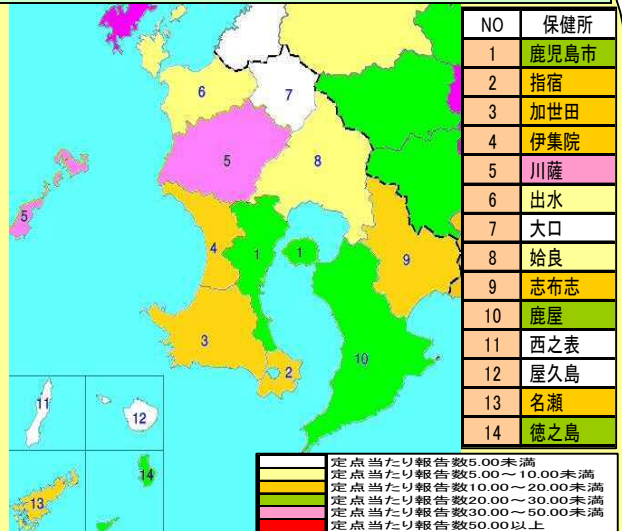 NO 保健所
1 鹿児島市
2 指宿
3 加世田
4 伊集院
5 川薩
6 出水
7 大口
8 姶良
9 志布志
10 鹿屋
11 西之表
12 屋久島
13 名瀬
14 徳之島
6
7
5
8
5
4
1
1
9
3
2
10
11
12
13
14
定点当たり報告数5.00未満
定点当たり報告数5.00~10.00未満
定点当たり報告数10.00~20.00未満
定点当たり報告数20.00~30.00未満
定点当たり報告数30.00~50.00未満
定点当たり報告数50.00以上